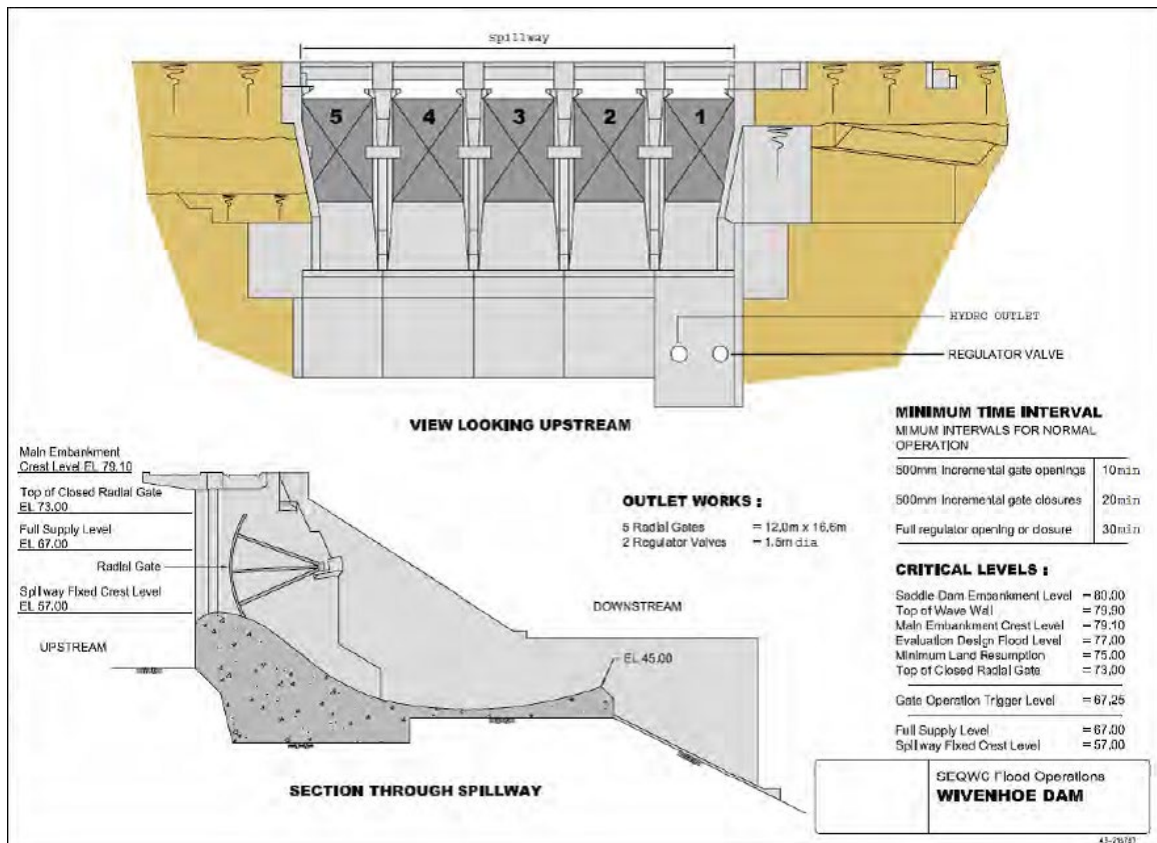 Spillway
5 4 3 2 1
HYDRO OUTLET
REGULATOR VALVE
VIEW LOOKING UPSTREAM
Main Embankment
Crest Level EL 79.10
Top of Closed Radial Gate
EL 73.00
Full Supply Level
EL 67.00
Radial Gate
Spillway Fixed Crest Level
EL 57.00
UPSTREAM
DOWNSTREAM
EL 45.00
SECTION THROUGH SPILLWAY
OUTLET WORKS :
5 Radial Gates = 12.0m x 16.6m
2 Regulator Valves = 1.5m dia
MINIMUM TIME INTERVAL
MIMUM INTERVALS FOR NORMAL
OPERATION
500mm Incremental gate openings 10min
500mm Incremental gate closures 20min
Full regulator opening or closure 30min
CRITICAL LEVELS :
Saddle Dam Embankment Level = 80.00
Top of Wave Wall = 79.90
Main Embankment Crest Level = 79.10
Evaluation Design Flood Level = 77.00
Minimum Land Resumption = 75.00
Top of Closed Radial Gate = 73.00
Gate Operation Trigger Level = 67.25
Full Supply Level = 67.00
Spillway Fixed Crest Level = 57.00
SEQWC Flood Operations
WIVENHOE DAM